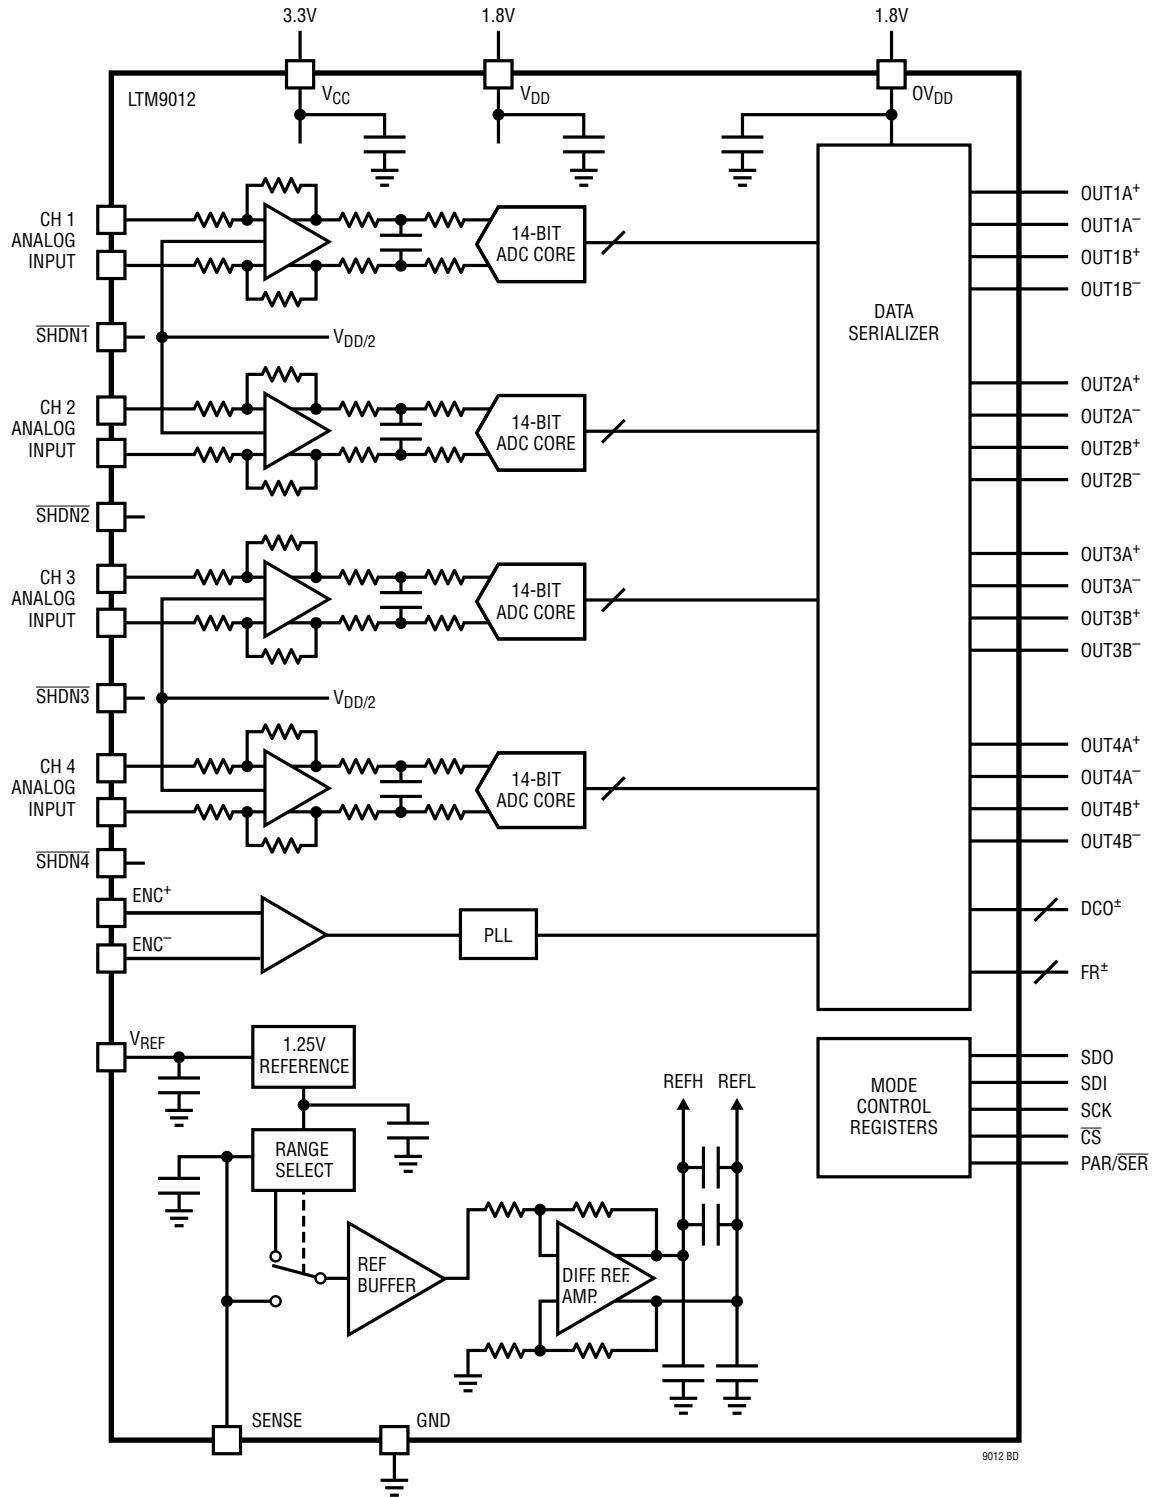 3.3V
1.8V
1.8V
LTM9012
VCC
VDD
OVDD
CH 1
ANALOG
INPUT
14-BIT
ADC CORE
OUT1A+
OUT1A–
OUT1B+
OUT1B–
DATA
SERIALIZER
SHDN1
VDD/2
CH 2
ANALOG
INPUT
14-BIT
ADC CORE
OUT2A+
OUT2A–
OUT2B+
OUT2B–
SHDN2
CH 3
ANALOG
INPUT
14-BIT
ADC CORE
OUT3A+
OUT3A–
OUT3B+
OUT3B–
SHDN3
VDD/2
CH 4
ANALOG
INPUT
14-BIT
ADC CORE
OUT4A+
OUT4A–
OUT4B+
OUT4B–
SHDN4
ENC+
ENC–
PLL
DCO±
FR±
VREF
1.25V
REFERENCE
RANGE
SELECT
REF
BUFFER
DIFF. REF.
AMP.
REFH
REFL
MODE
CONTROL
REGISTERS
SDO
SDI
SCK
CS
PAR/SER
SENSE
GND
9012 BD